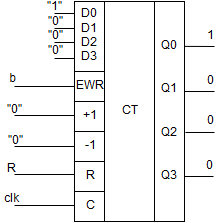 "1" D0
"0" D1
"0" D2
"0" D3
Q0 1
b EWR
Q1 0
"0" +1
CT
"0" -1
Q2 0
R R
Q3 0
clk C